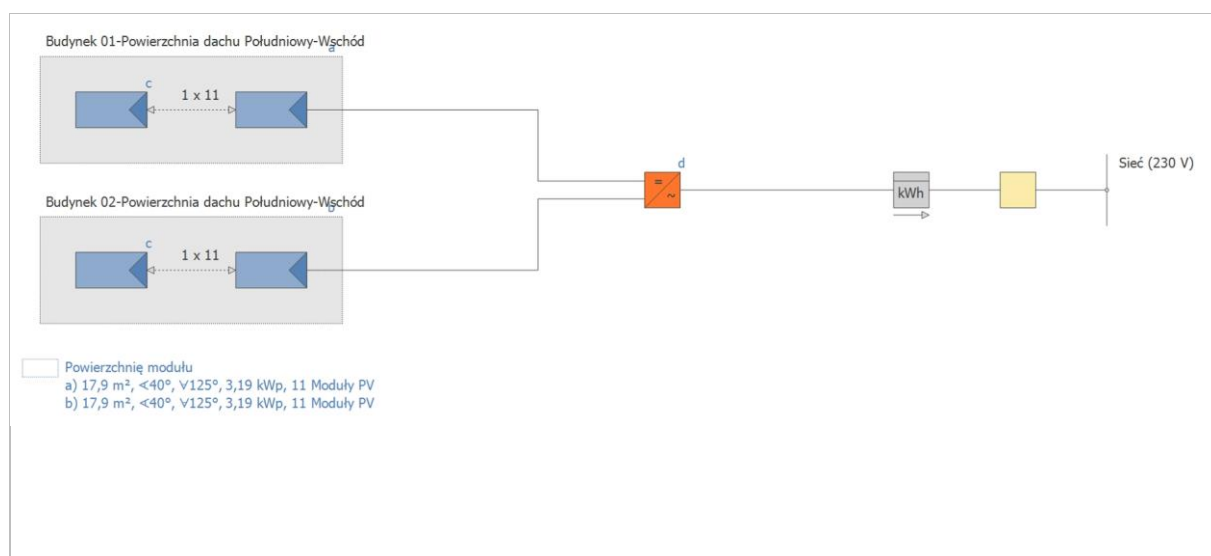 Budynek 01-Powierzchnia dachu Południowy-Wschód
a
c
1 x 11
d
Sieć (230 V)
=
~
kWh
Budynek 02-Powierzchnia dachu Południowy-Wschód
b
c
1 x 11
Powierzchnię modułu
a) 17,9 m², ∢40°, ∨125°, 3,19 kWp, 11 Moduły PV
b) 17,9 m², ∢40°, ∨125°, 3,19 kWp, 11 Moduły PV